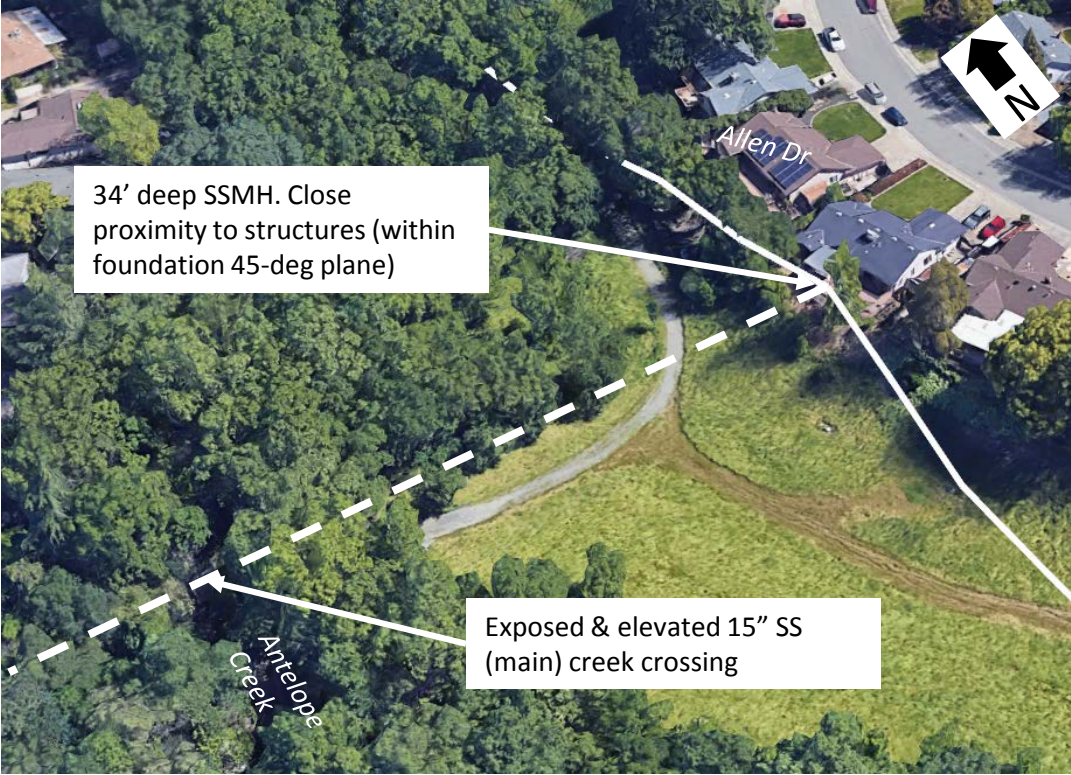 N
Allen Dr
34’ deep SSMH. Close
proximity to structures (within
foundation 45-deg plane)
Exposed & elevated 15” SS
(main) creek crossing
Antelope
Creek